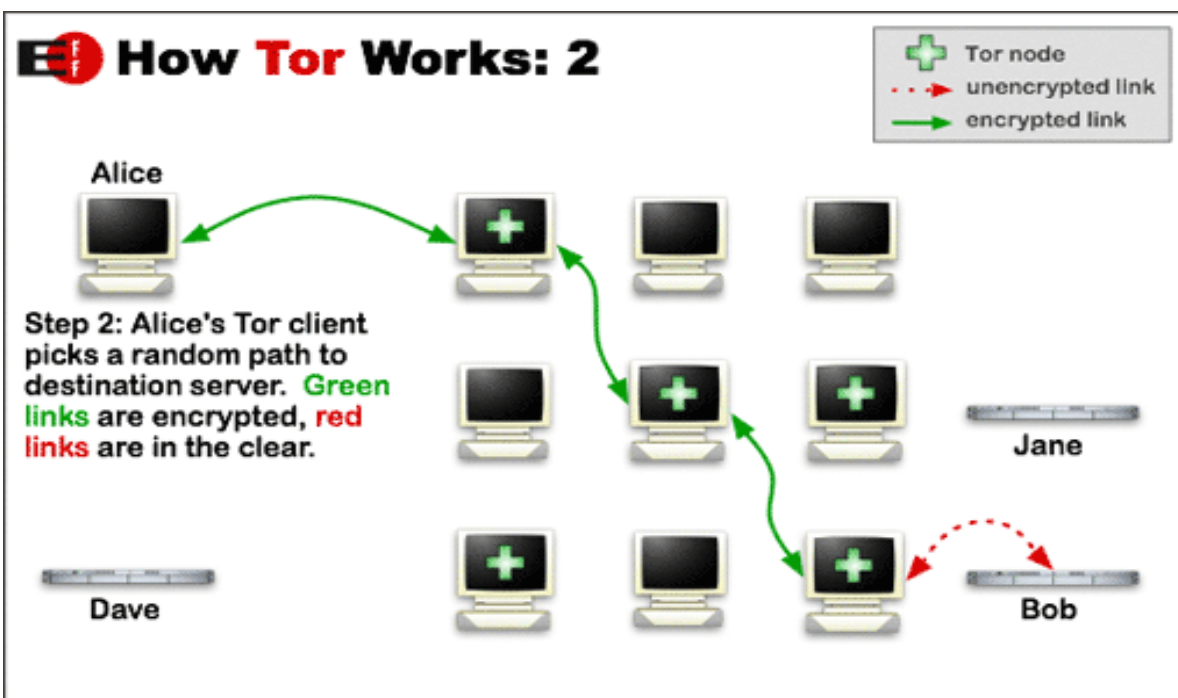 EFF How Tor Works: 2
Tor node
unencrypted link
encrypted link
Alice
Step 2: Alice's Tor client
picks a random path to
destination server.  Green
links are encrypted, red
links are in the clear.
Jane
Dave
Bob